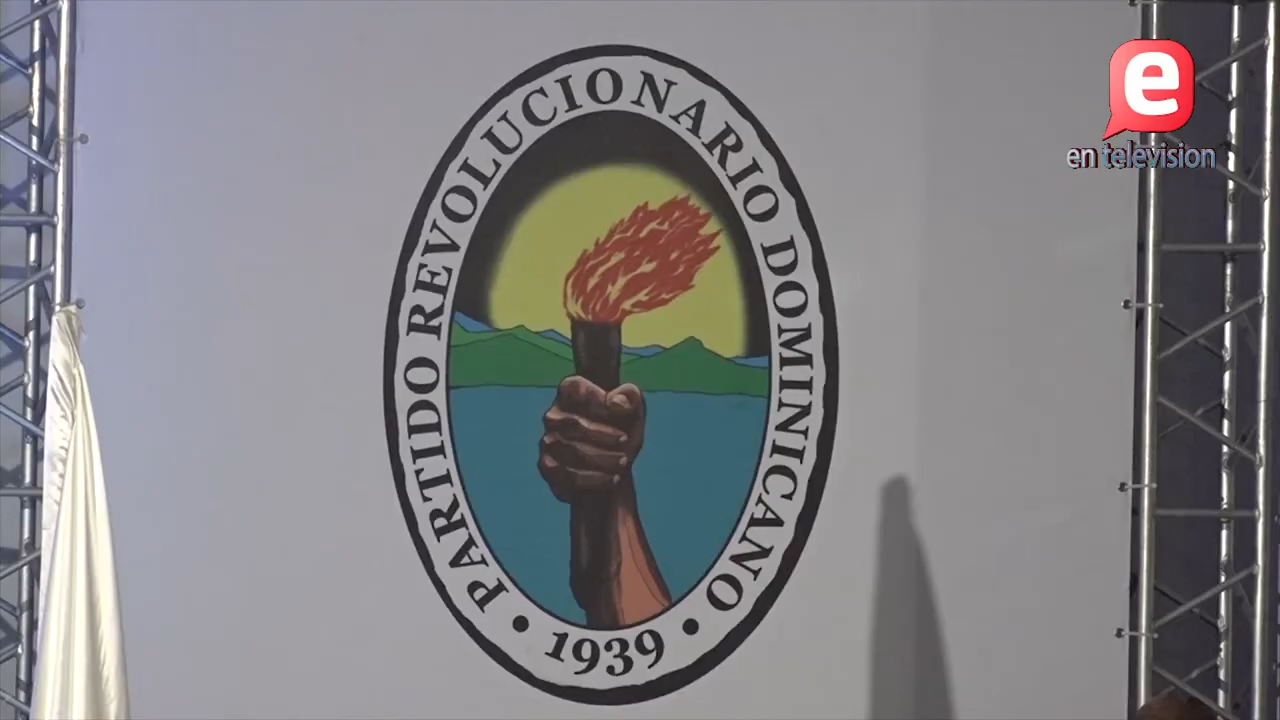 PARTIDO REVOLUCIONARIO DOMINICANO
• 1939 •
e
en television